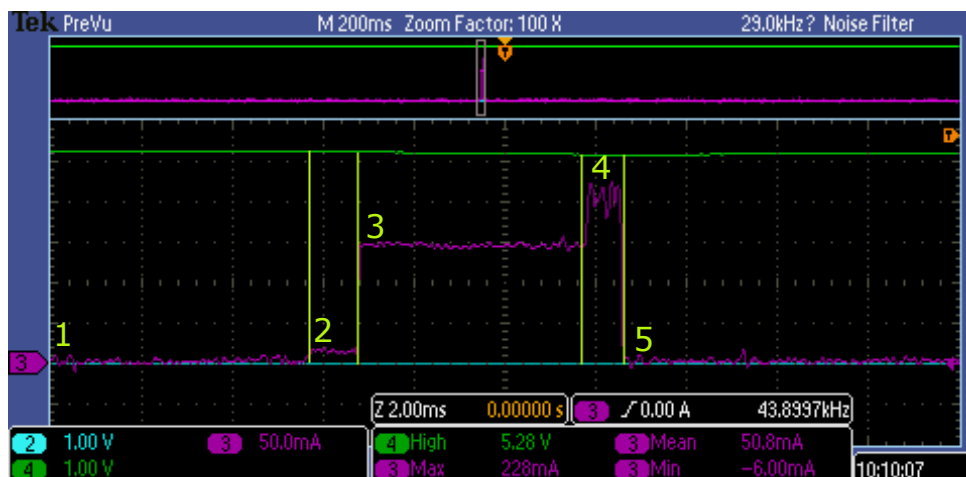 Tek PreVu M 200ms Zoom Factor: 100 X 29.0kHz? Noise Filter
T
T
4
3
1 2 5
3
Z 2.00ms 0.00000 s 3 0.00 A 43.8997kHz
2 1.00 V 3 50.0mA 4 High 5.28 V 3 Mean 50.8mA
4 1.00 V 3 Max 228mA 3 Min -6.00mA 10:10:07